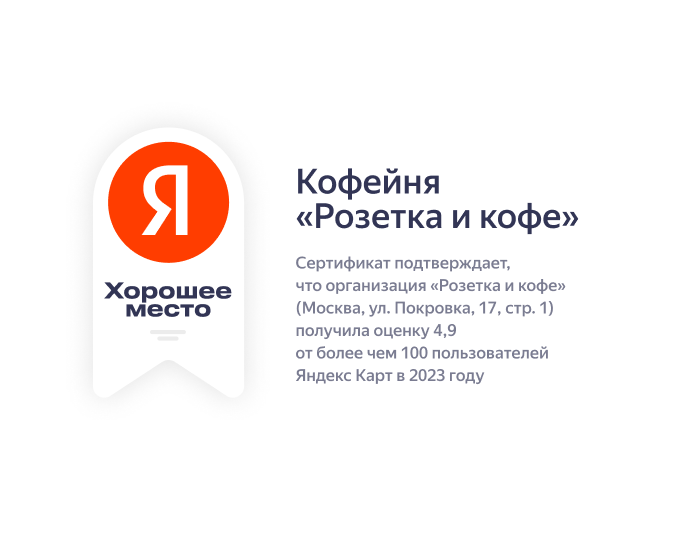 Я
Хорошее
место
Кофейня
«Розетка и кофе»
Сертификат подтверждает,
что организация «Розетка и кофе»
(Москва, ул. Покровка, 17, стр. 1)
получила оценку 4,9
от более чем 100 пользователей
Яндекс Карт в 2023 году